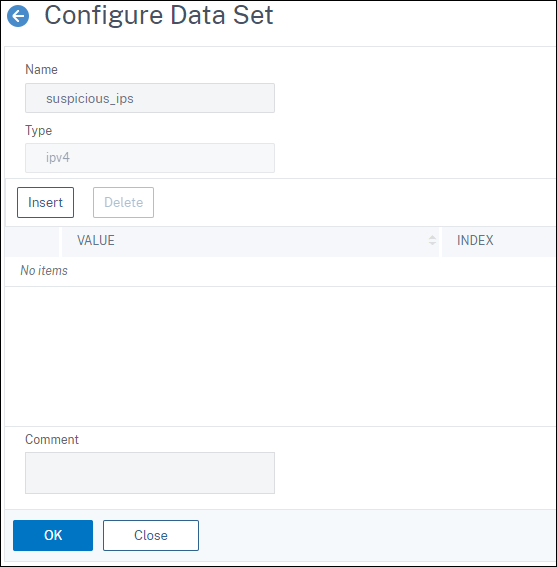 Configure Data Set
Name
suspicious_ips
Type
ipv4
Insert Delete
VALUE INDEX
No items
Comment
OK Close